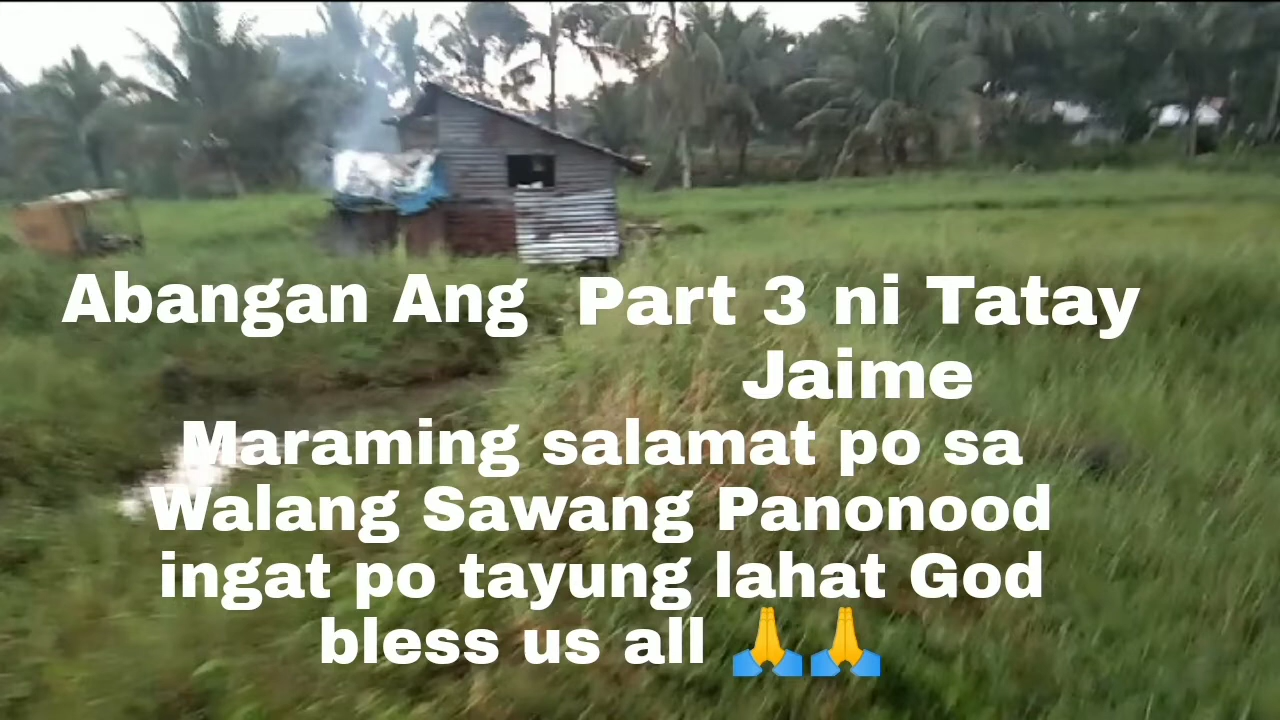 Abangan Ang Part 3 ni Tatay
Jaime
Maraming salamat po sa
Walang Sawang Panonood
ingat po tayung lahat God
bless us all 🙏🙏